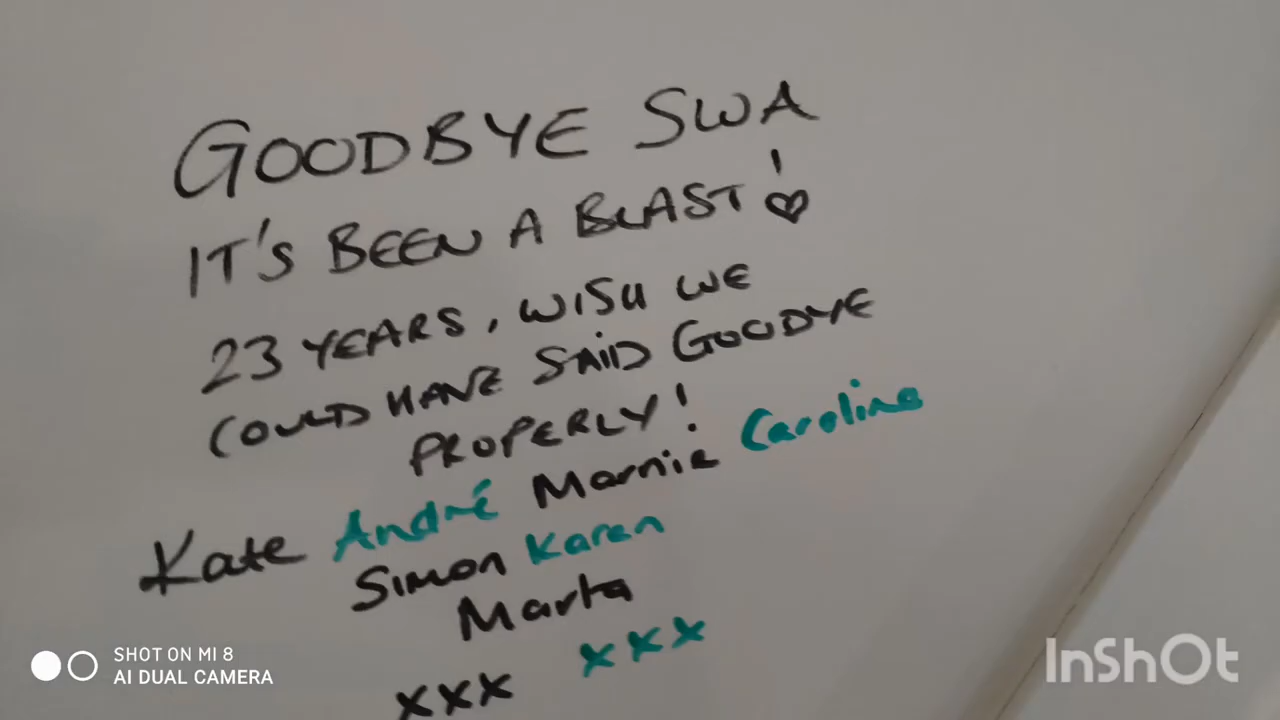 GOODBYE SWA
IT'S BEEN A BLAST! ♡
23 YEARS, WISH WE
COULD HAVE SAID GOODBYE
PROPERLY!
Kate André Marnie Caroline
Simon Karen
Marta
xxx xxx
SHOT ON MI 8
AI DUAL CAMERA
InShOt